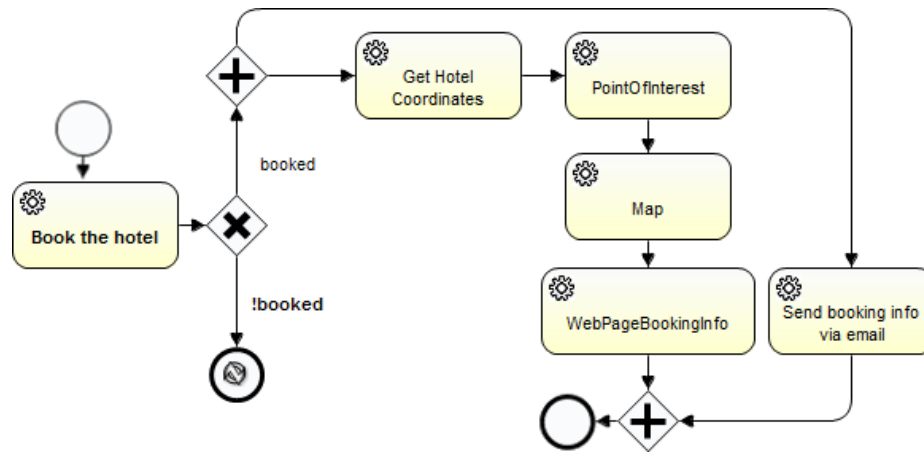 Get Hotel
Coordinates
PointOfInterest
booked
Book the hotel
Map
!booked
WebPageBookingInfo
Send booking info
via email